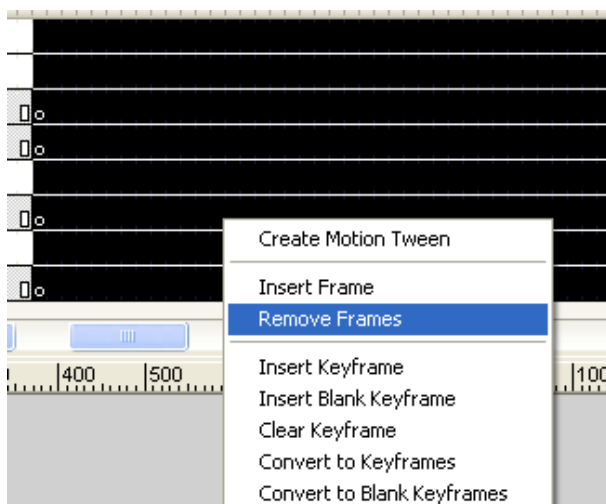 Create Motion Tween
Insert Frame
Remove Frames
400 500 100
Insert Keyframe
Insert Blank Keyframe
Clear Keyframe
Convert to Keyframes
Convert to Blank Keyframes